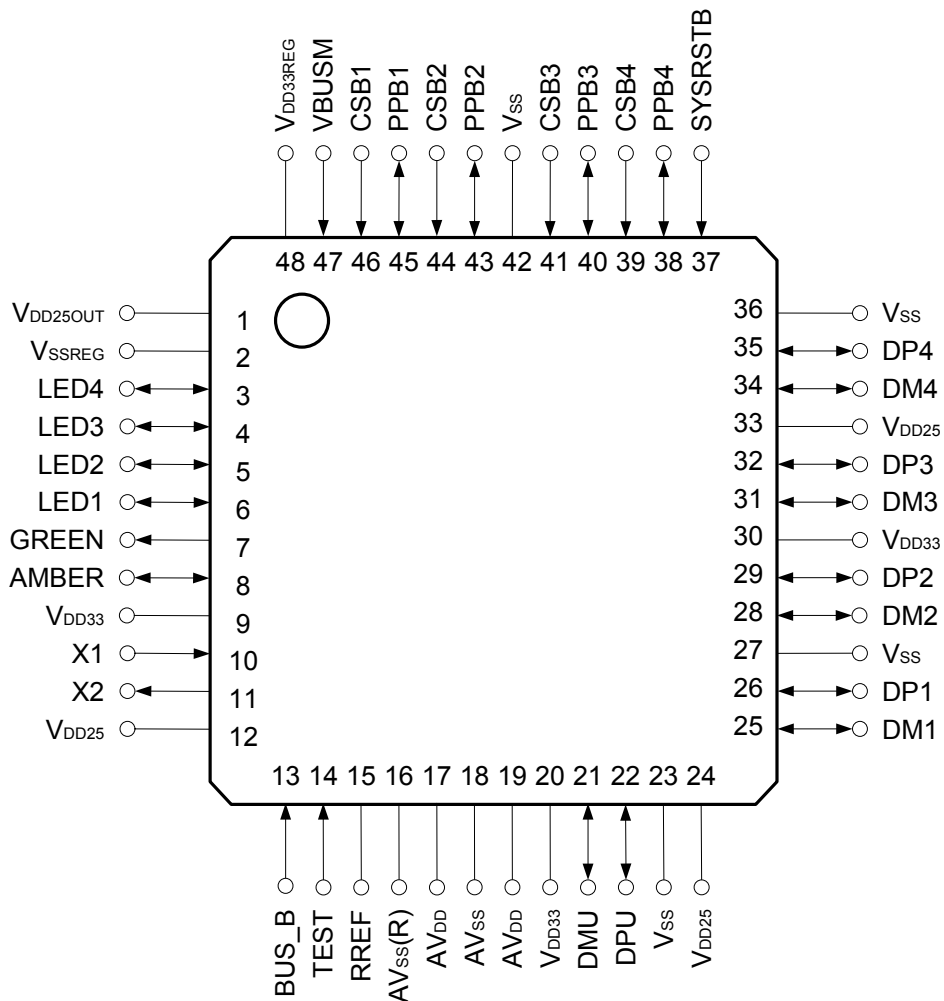 VDD33REG
VBUSM
CSB1
PPB1
CSB2
PPB2
VSS
CSB3
PPB3
CSB4
PPB4
SYSRSTB
48 47 46 45 44 43 42 41 40 39 38 37
VDD25OUT 1
VSSREG 2
LED4 3
LED3 4
LED2 5
LED1 6
GREEN 7
AMBER 8
VDD33 9
X1 10
X2 11
VDD25 12
36 VSS
35 DP4
34 DM4
33 VDD25
32 DP3
31 DM3
30 VDD33
29 DP2
28 DM2
27 VSS
26 DP1
25 DM1
13 14 15 16 17 18 19 20 21 22 23 24
BUS_B
TEST
RREF
AVSS(R)
AVDD
AVSS
AVDD
VDD33
DMU
DPU
VSS
VDD25